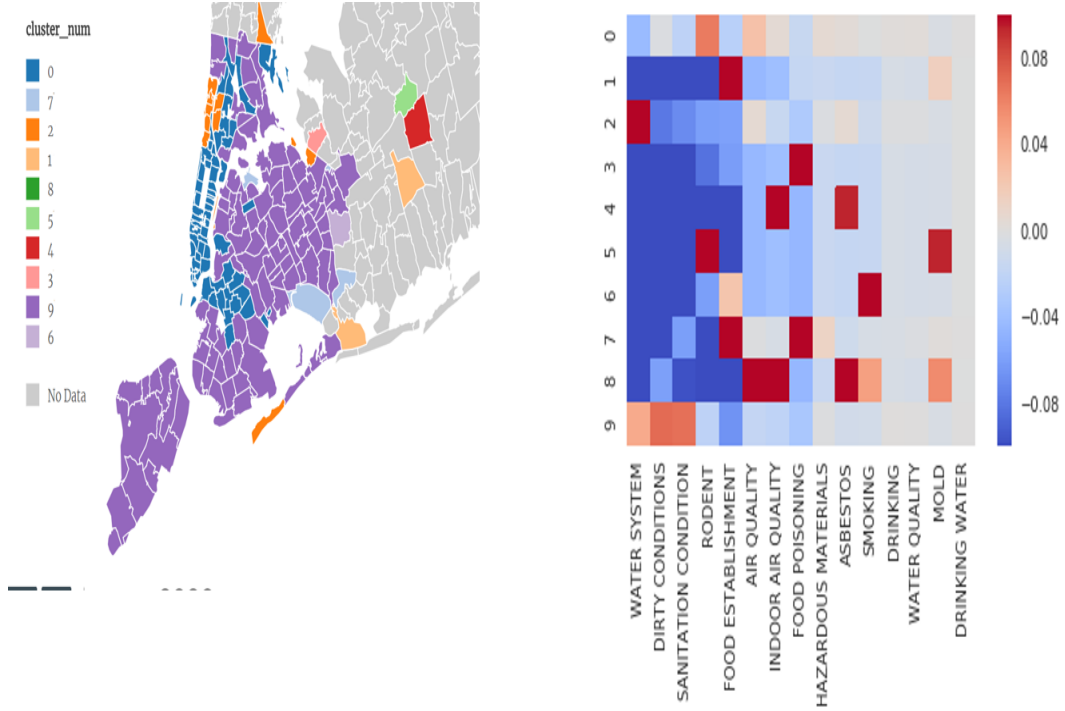 cluster_num
0
7
2
1
8
5
4
3
9
6
No Data
0
1
2
3
4
5
6
7
8
9
WATER SYSTEM
DIRTY CONDITIONS
SANITATION CONDITION
RODENT
FOOD ESTABLISHMENT
AIR QUALITY
INDOOR AIR QUALITY
FOOD POISONING
HAZARDOUS MATERIALS
ASBESTOS
SMOKING
DRINKING
WATER QUALITY
MOLD
DRINKING WATER
0.08
0.04
0.00
−0.04
−0.08